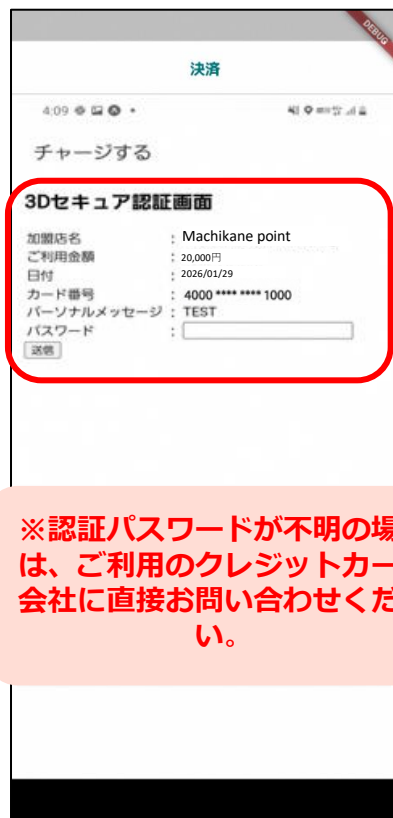 DEBUG
決済
4:09
チャージする
3Dセキュア認証画面
加盟店名 : Machikane point
ご利用金額 : 20,000円
日付 : 2026/01/29
カード番号 : 4000 **** **** 1000
パーソナルメッセージ : TEST
パスワード :
送信
※認証パスワードが不明の場
は、ご利用のクレジットカー
会社に直接お問い合わせくだ
い。